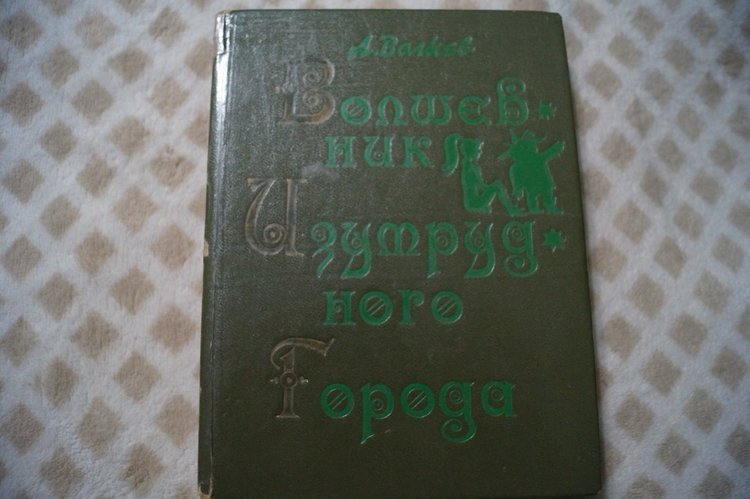 А. Волков
Волшеб-
ник
Изумруд-
ного
Города